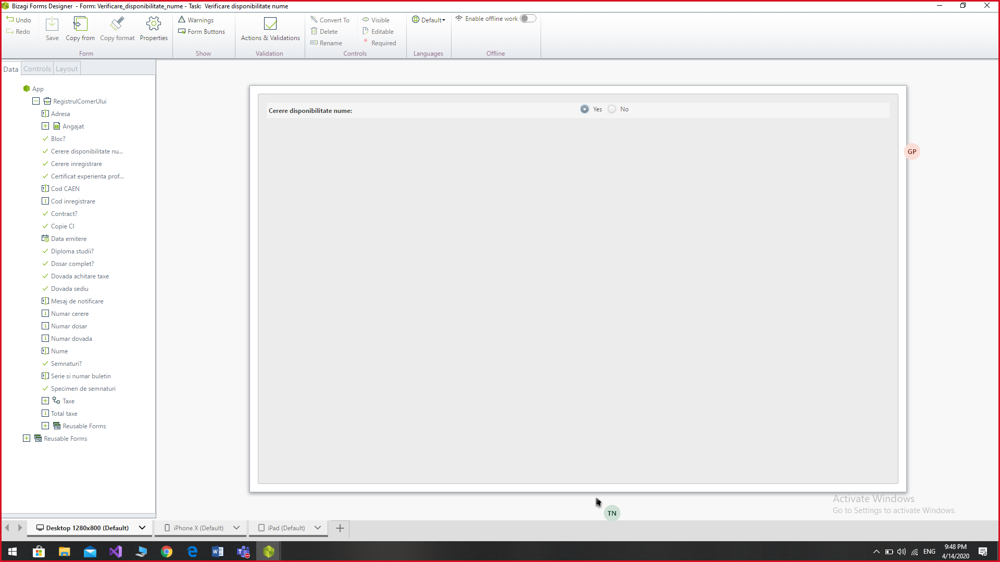 Bizagi Forms Designer - Form: Verificare_disponibilitate_nume - Task: Verificare disponibilitate nume
Undo
Redo
Save
Copy from
Copy format
Properties
Form
Warnings
Form Buttons
Show
Actions & Validations
Validation
Convert To
Delete
Rename
Visible
Editable
Required
Controls
Default
Languages
Enable offline work
Offline
Data
Controls
Layout
App
RegistrulComerUlui
Adresa
Angajat
Bloc?
Cerere disponibilitate nu...
Cerere inregistrare
Certificat experienta prof...
Cod CAEN
Cod inregistrare
Contract?
Copie CI
Data emitere
Diploma studii?
Dosar complet?
Dovada achitare taxe
Dovada sediu
Mesaj de notificare
Numar cerere
Numar dosar
Numar dovada
Nume
Semnaturi?
Serie si numar buletin
Specimen de semnaturi
Taxe
Total taxe
Reusable Forms
Reusable Forms
Cerere disponibilitate nume:
Yes
No
GP
TN
Activate Windows
Go to Settings to activate Windows.
Desktop 1280x800 (Default)
iPhone X (Default)
iPad (Default)
ENG
9:48 PM
4/14/2020